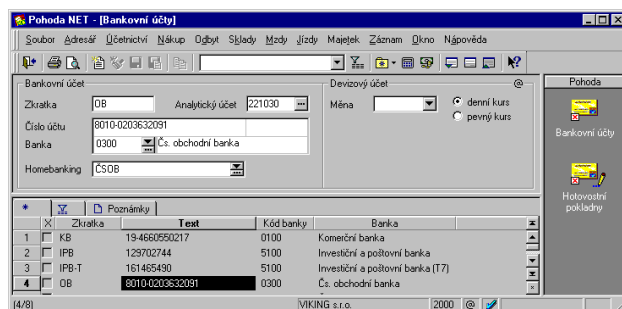 Pohoda NET - [Bankovní účty]
Soubor Adresář Účetnictví Nákup Odbyt Sklady Mzdy Jízdy Majetek Záznam Okno Nápověda
Bankovní účet
Zkratka OB Analytický účet 221030 ...
Číslo účtu 8010-0203632091
Banka 0300 Čs. obchodní banka
Homebanking ČSOB
Devizový účet @
Měna denní kurs
pevný kurs
Pohoda
Bankovní účty
Hotovostní
pokladny
* Poznámky
X Zkratka Text Kód banky Banka
1 KB 19-4660550217 0100 Komerční banka
2 IPB 129702744 5100 Investiční a poštovní banka
3 IPB-T 161465490 5100 Investiční a poštovní banka (T7)
4 OB 8010-0203632091 0300 Čs. obchodní banka
(4/8) VIKING s.r.o. 2000 @